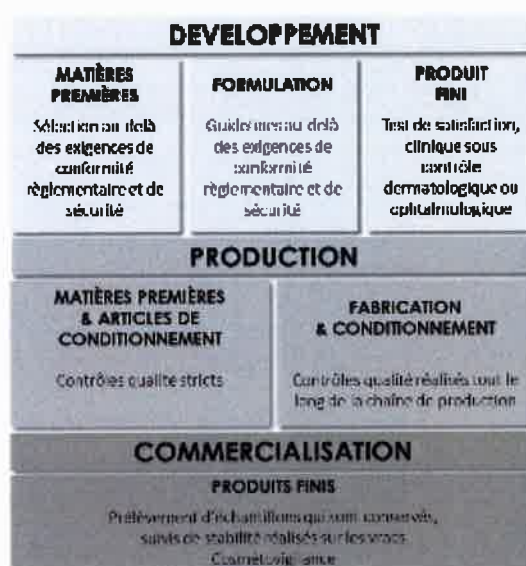 DEVELOPPEMENT
MATIÈRES
PREMIÈRES
Sélection au delà
des exigences de
conformité
règlementaire et de
sécurité
FORMULATION
Guidelines au delà
des exigences de
conformité
règlementaire et de
sécurité
PRODUIT
FINI
Test de satisfaction,
clinique sous
contrôle
dermatologique ou
ophtalmologique
PRODUCTION
MATIÈRES PREMIÈRES
& ARTICLES DE
CONDITIONNEMENT
Contrôles qualité stricts
FABRICATION
& CONDITIONNEMENT
Contrôles qualité réalisés tout le
long de la chaîne de production
COMMERCIALISATION
PRODUITS FINIS
Prélèvement d'échantillons qui sont conservés,
suivis de stabilité réalisés sur les vracs
Cosmétovigilance